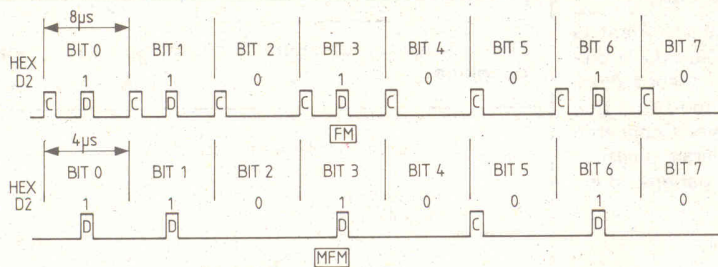 8µs
BIT 0 BIT 1 BIT 2 BIT 3 BIT 4 BIT 5 BIT 6 BIT 7
HEX
D2 1 1 0 1 0 0 1 0
C D C D C C D C C C D C
FM
4µs
BIT 0 BIT 1 BIT 2 BIT 3 BIT 4 BIT 5 BIT 6 BIT 7
HEX
D2 1 1 0 1 0 0 1 0
D D D C D
MFM